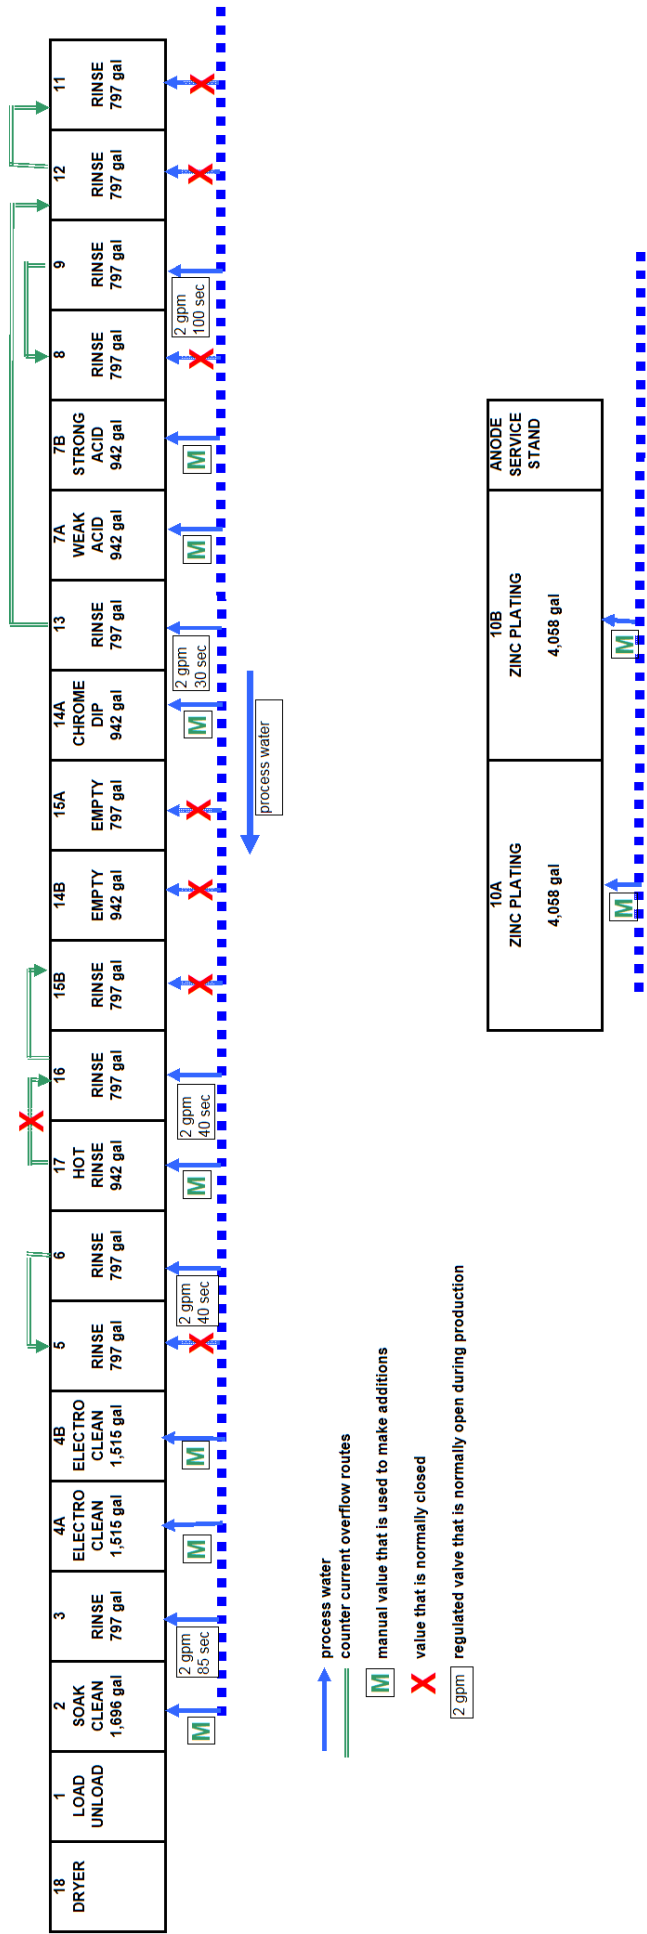 18
DRYER
1
LOAD
UNLOAD
2
SOAK
CLEAN
1,696 gal
3
RINSE
797 gal
4A
ELECTRO
CLEAN
1,515 gal
4B
ELECTRO
CLEAN
1,515 gal
5
RINSE
797 gal
6
RINSE
797 gal
17
HOT
RINSE
942 gal
16
RINSE
797 gal
15B
RINSE
797 gal
14B
EMPTY
942 gal
15A
EMPTY
797 gal
14A
CHROME
DIP
942 gal
13
RINSE
797 gal
7A
WEAK
ACID
942 gal
7B
STRONG
ACID
942 gal
8
RINSE
797 gal
9
RINSE
797 gal
12
RINSE
797 gal
11
RINSE
797 gal
X
M
2 gpm
85 sec
M
M
X
2 gpm
40 sec
M
2 gpm
40 sec
X
X
X
M
2 gpm
30 sec
M
M
X
2 gpm
100 sec
X
X
process water
process water
counter current overflow routes
M
manual value that is used to make additions
X
value that is normally closed
2 gpm
regulated valve that is normally open during production
10A
ZINC PLATING
4,058 gal
10B
ZINC PLATING
4,058 gal
ANODE
SERVICE
STAND
M
M